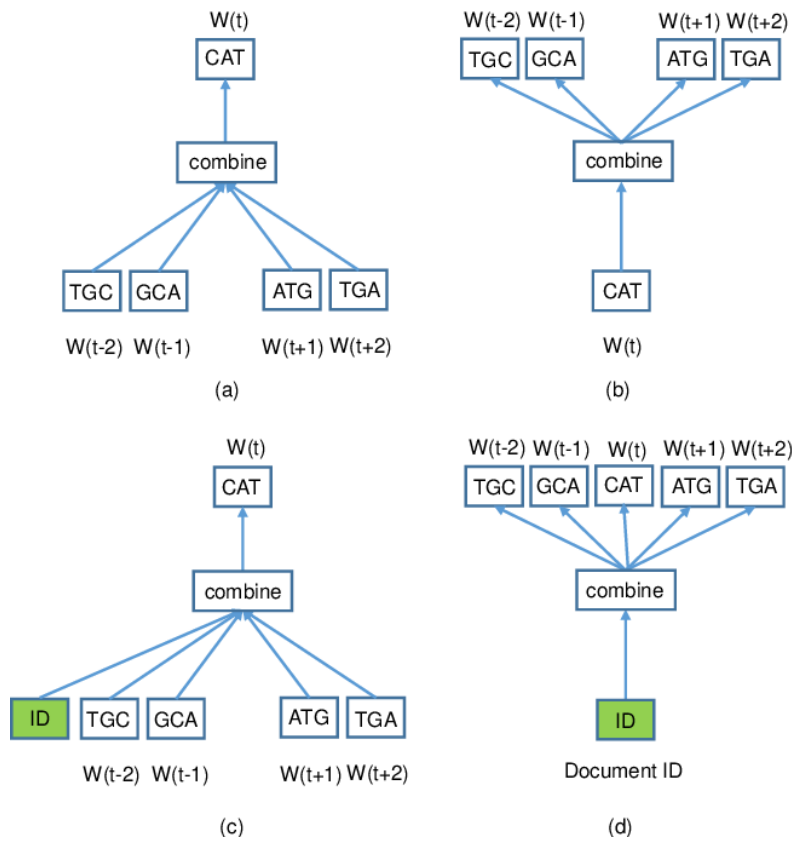 W(t)
CAT
combine
TGC GCA ATG TGA
W(t-2) W(t-1) W(t+1) W(t+2)
(a)
W(t-2) W(t-1) W(t+1) W(t+2)
TGC GCA ATG TGA
combine
CAT
W(t)
(b)
W(t)
CAT
combine
ID TGC GCA ATG TGA
W(t-2) W(t-1) W(t+1) W(t+2)
(c)
W(t-2) W(t-1) W(t) W(t+1) W(t+2)
TGC GCA CAT ATG TGA
combine
ID
Document ID
(d)